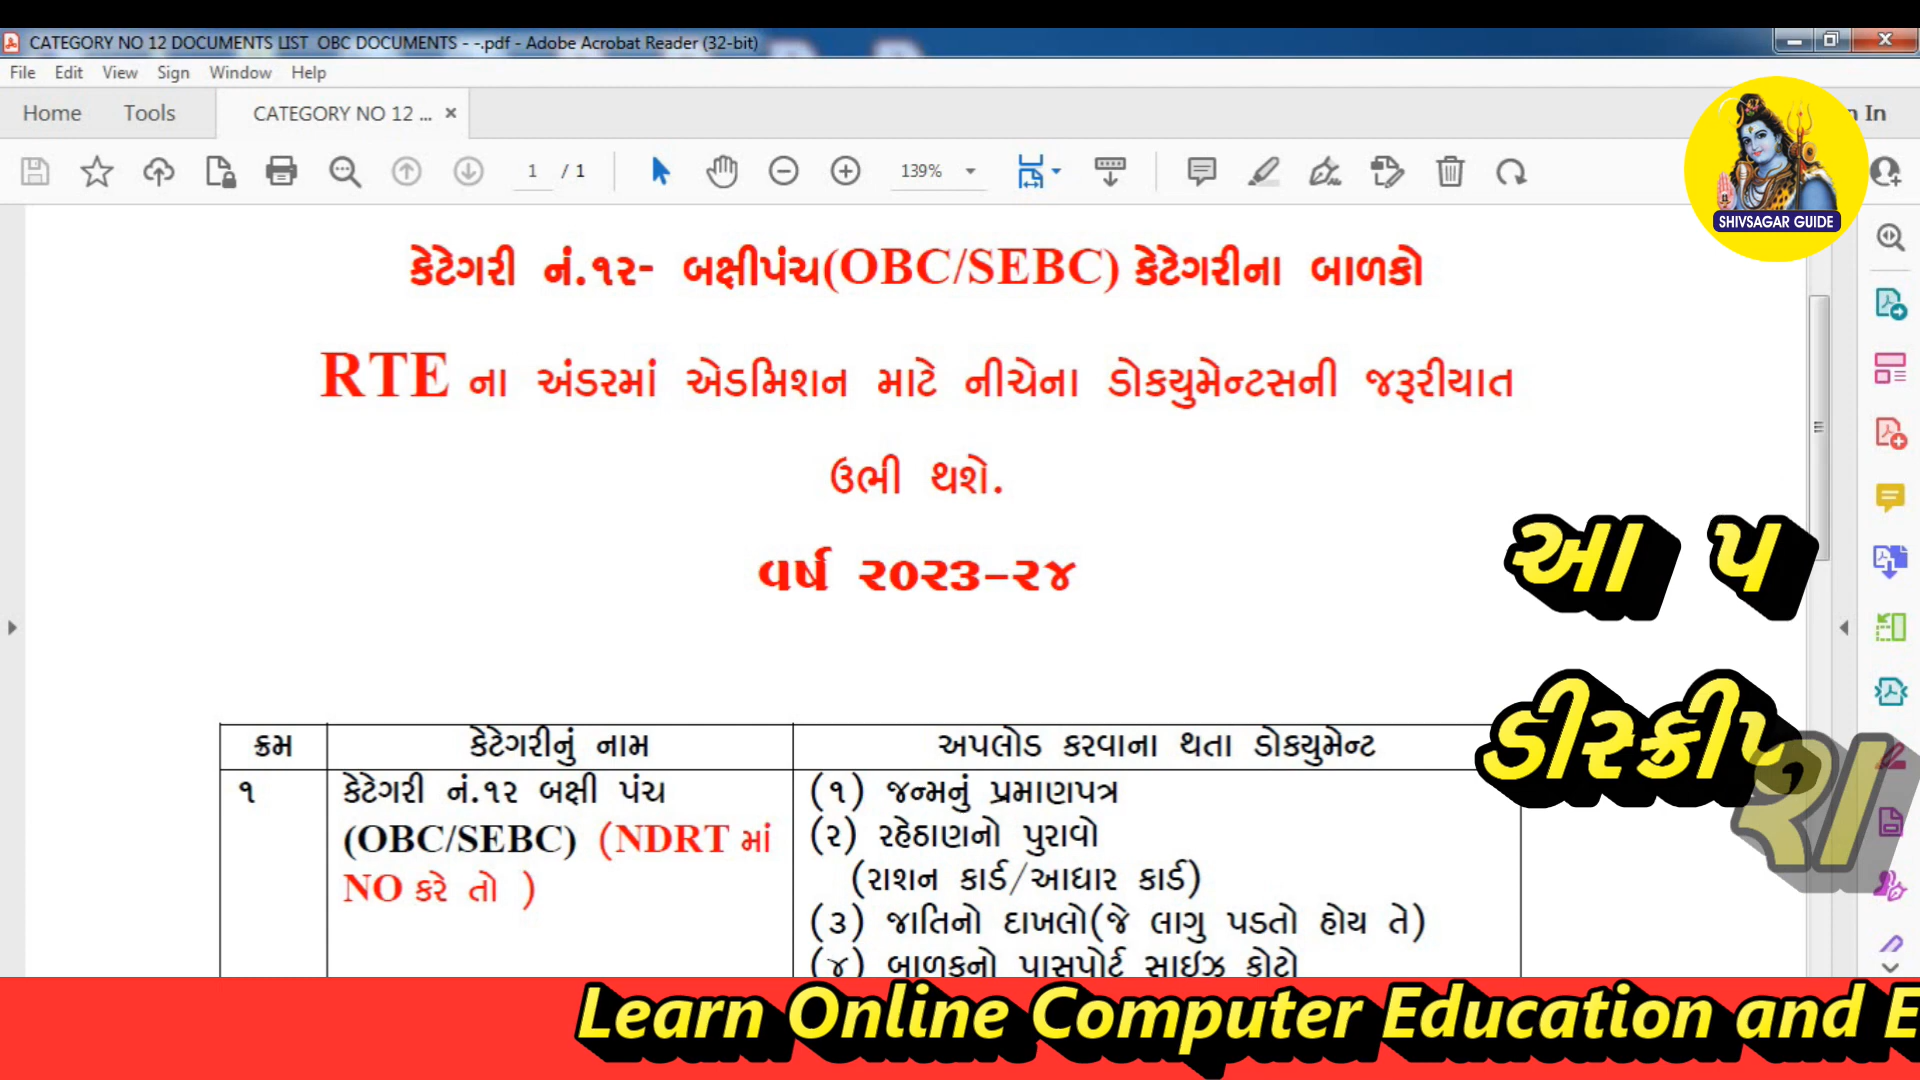 CATEGORY NO 12 DOCUMENTS LIST OBC DOCUMENTS - -.pdf - Adobe Acrobat Reader (32-bit)
File Edit View Sign Window Help
Home Tools CATEGORY NO 12 ... In
1 / 1 139%
SHIVSAGAR GUIDE
કેટેગરી નં.૧૨- બક્ષીપંચ(OBC/SEBC) કેટેગરીના બાળકો
RTE ના અંડરમાં એડમિશન માટે નીચેના ડોકયુમેન્ટસની જરૂરીયાત
ઉભી થશે.
વર્ષ ૨૦૨૩-૨૪
આ પ
ડીસ્ક્રીપ
ક્રમ કેટેગરીનું નામ અપલોડ કરવાના થતા ડોકયુમેન્ટ
૧ કેટેગરી નં.૧૨ બક્ષી પંચ (૧) જન્મનું પ્રમાણપત્ર
(OBC/SEBC) (NDRT માં (૨) રહેઠાણનો પુરાવો
NO કરે તો ) (રાશન કાર્ડ/આધાર કાર્ડ)
(૩) જાતિનો દાખલો(જે લાગુ પડતો હોય તે)
(૪) બાળકનો પાસપોર્ટ સાઈઝ ફોટો
Learn Online Computer Education and E